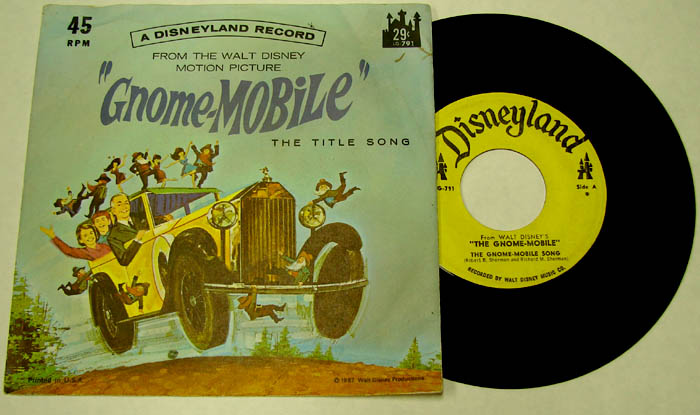 45
RPM
A DISNEYLAND RECORD
29¢
LG 791
FROM THE WALT DISNEY
MOTION PICTURE
"Gnome-MOBiLE"
THE TITLE SONG
Printed in U.S.A.
© 1967 Walt Disney Productions
Disneyland
Side A
From WALT DISNEY'S
"THE GNOME-MOBILE"
THE GNOME-MOBILE SONG
(Robert B. Sherman and Richard M. Sherman)
RECORDED BY WALT DISNEY MUSIC CO.